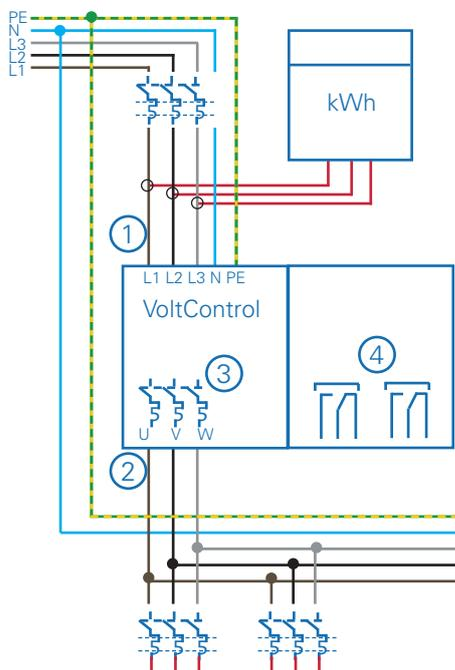 PE
N
L3
L2
L1
kWh
1
L1 L2 L3 N PE
VoltControl
3
4
U V W
2